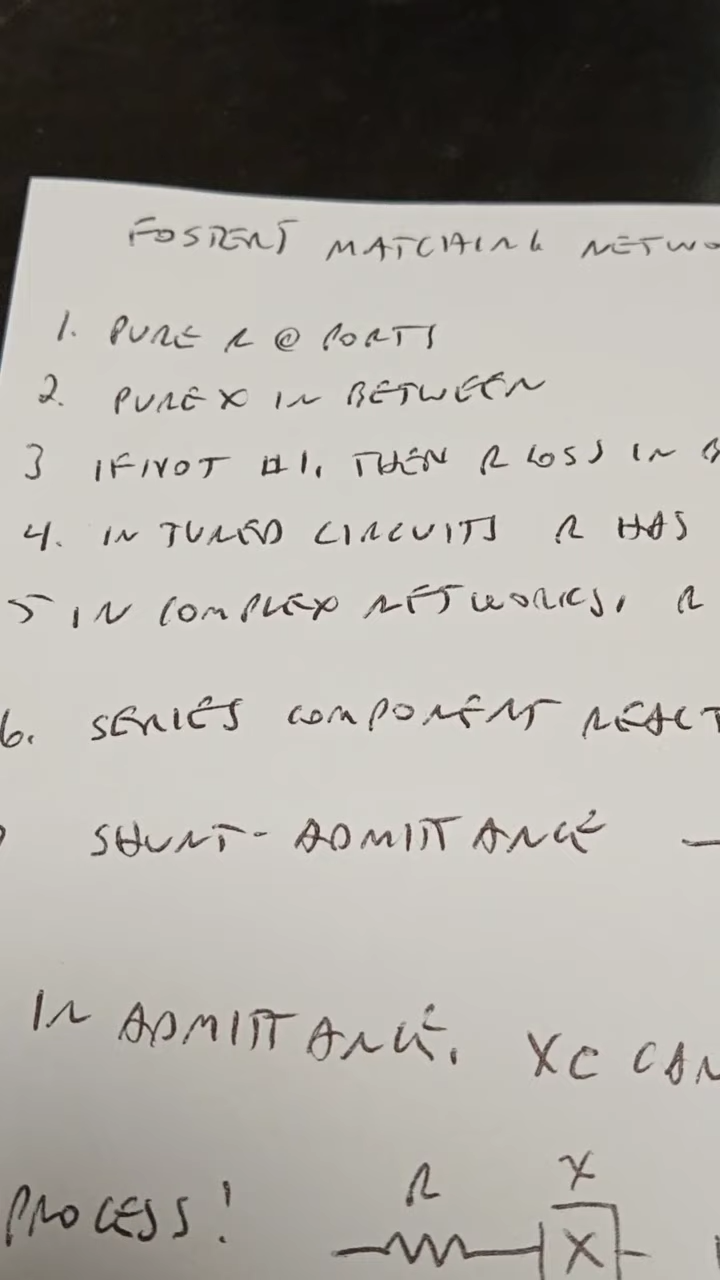 MATCHING NETWO
1. PURE R @ PORTS
2. PURE X IN BETWEEN
3 IF NOT #1, THEN R LOSS IN
4. IN TUNED CIRCUITS R HAS
5 IN COMPLEX NETWORKS, R
6. SERIES COMPONENT REACT
SHUNT - ADMITTANCE
IN ADMITTANCE, XC CAN
PROCESS!
R X
X